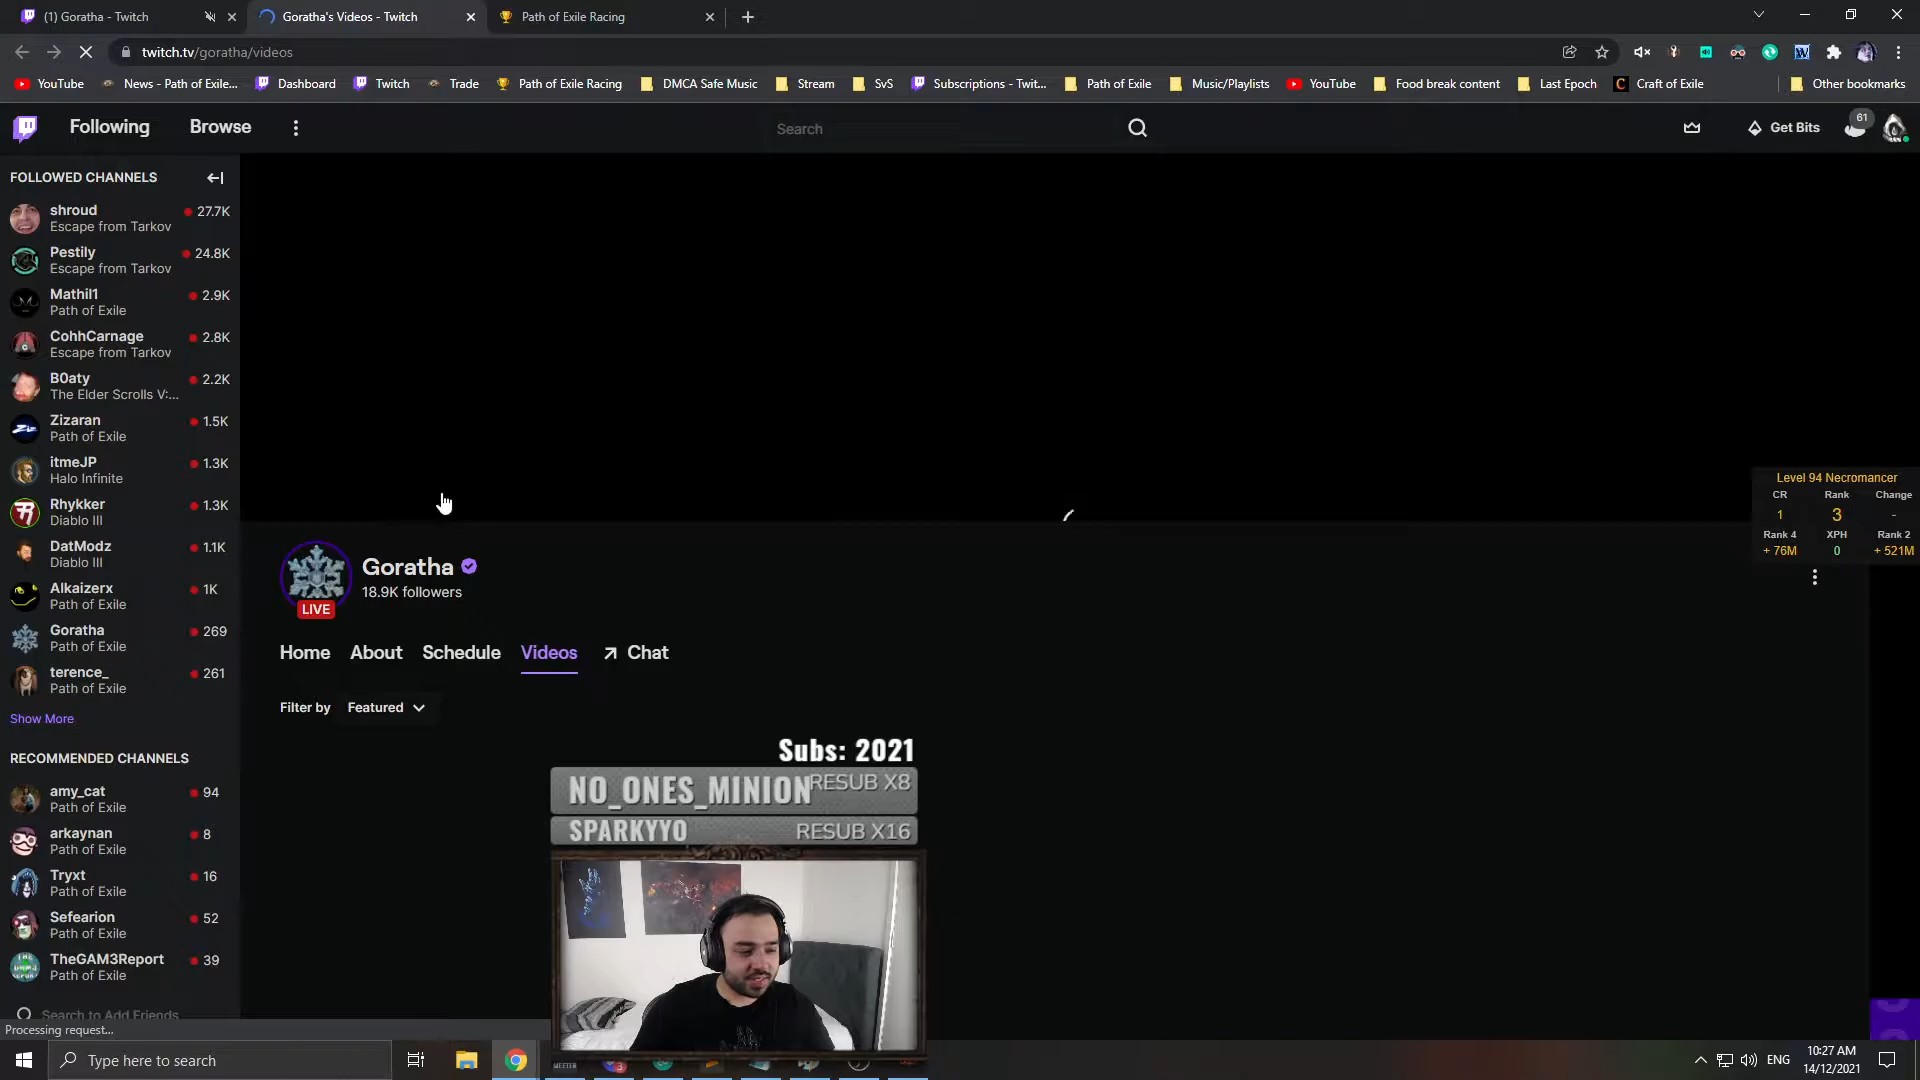 (1) Goratha - Twitch
Goratha's Videos - Twitch
Path of Exile Racing
twitch.tv/goratha/videos
YouTube
News - Path of Exile...
Dashboard
Twitch
Trade
Path of Exile Racing
DMCA Safe Music
Stream
SvS
Subscriptions - Twit...
Path of Exile
Music/Playlists
YouTube
Food break content
Last Epoch
Craft of Exile
Other bookmarks
Following
Browse
Search
Get Bits
61
FOLLOWED CHANNELS
shroud 27.7K
Escape from Tarkov
Pestily 24.8K
Escape from Tarkov
Mathil1 2.9K
Path of Exile
CohhCarnage 2.8K
Escape from Tarkov
B0aty 2.2K
The Elder Scrolls V:...
Zizaran 1.5K
Path of Exile
itmeJP 1.3K
Halo Infinite
Rhykker 1.3K
Diablo III
DatModz 1.1K
Diablo III
Alkaizerx 1K
Path of Exile
Goratha 269
Path of Exile
terence_ 261
Path of Exile
Show More
RECOMMENDED CHANNELS
amy_cat 94
Path of Exile
arkaynan 8
Path of Exile
Tryxt 16
Path of Exile
Sefearion 52
Path of Exile
TheGAM3Report 39
Path of Exile
Search to Add Friends
Processing request...
Level 94 Necromancer
CR Rank Change
1 3 -
Rank 4 XPH Rank 2
+ 76M 0 + 521M
Goratha
18.9K followers
LIVE
Home About Schedule Videos Chat
Filter by Featured
Subs: 2021
NO_ONES_MINION RESUB X8
SPARKYYO RESUB X16
Type here to search
ENG
10:27 AM
14/12/2021